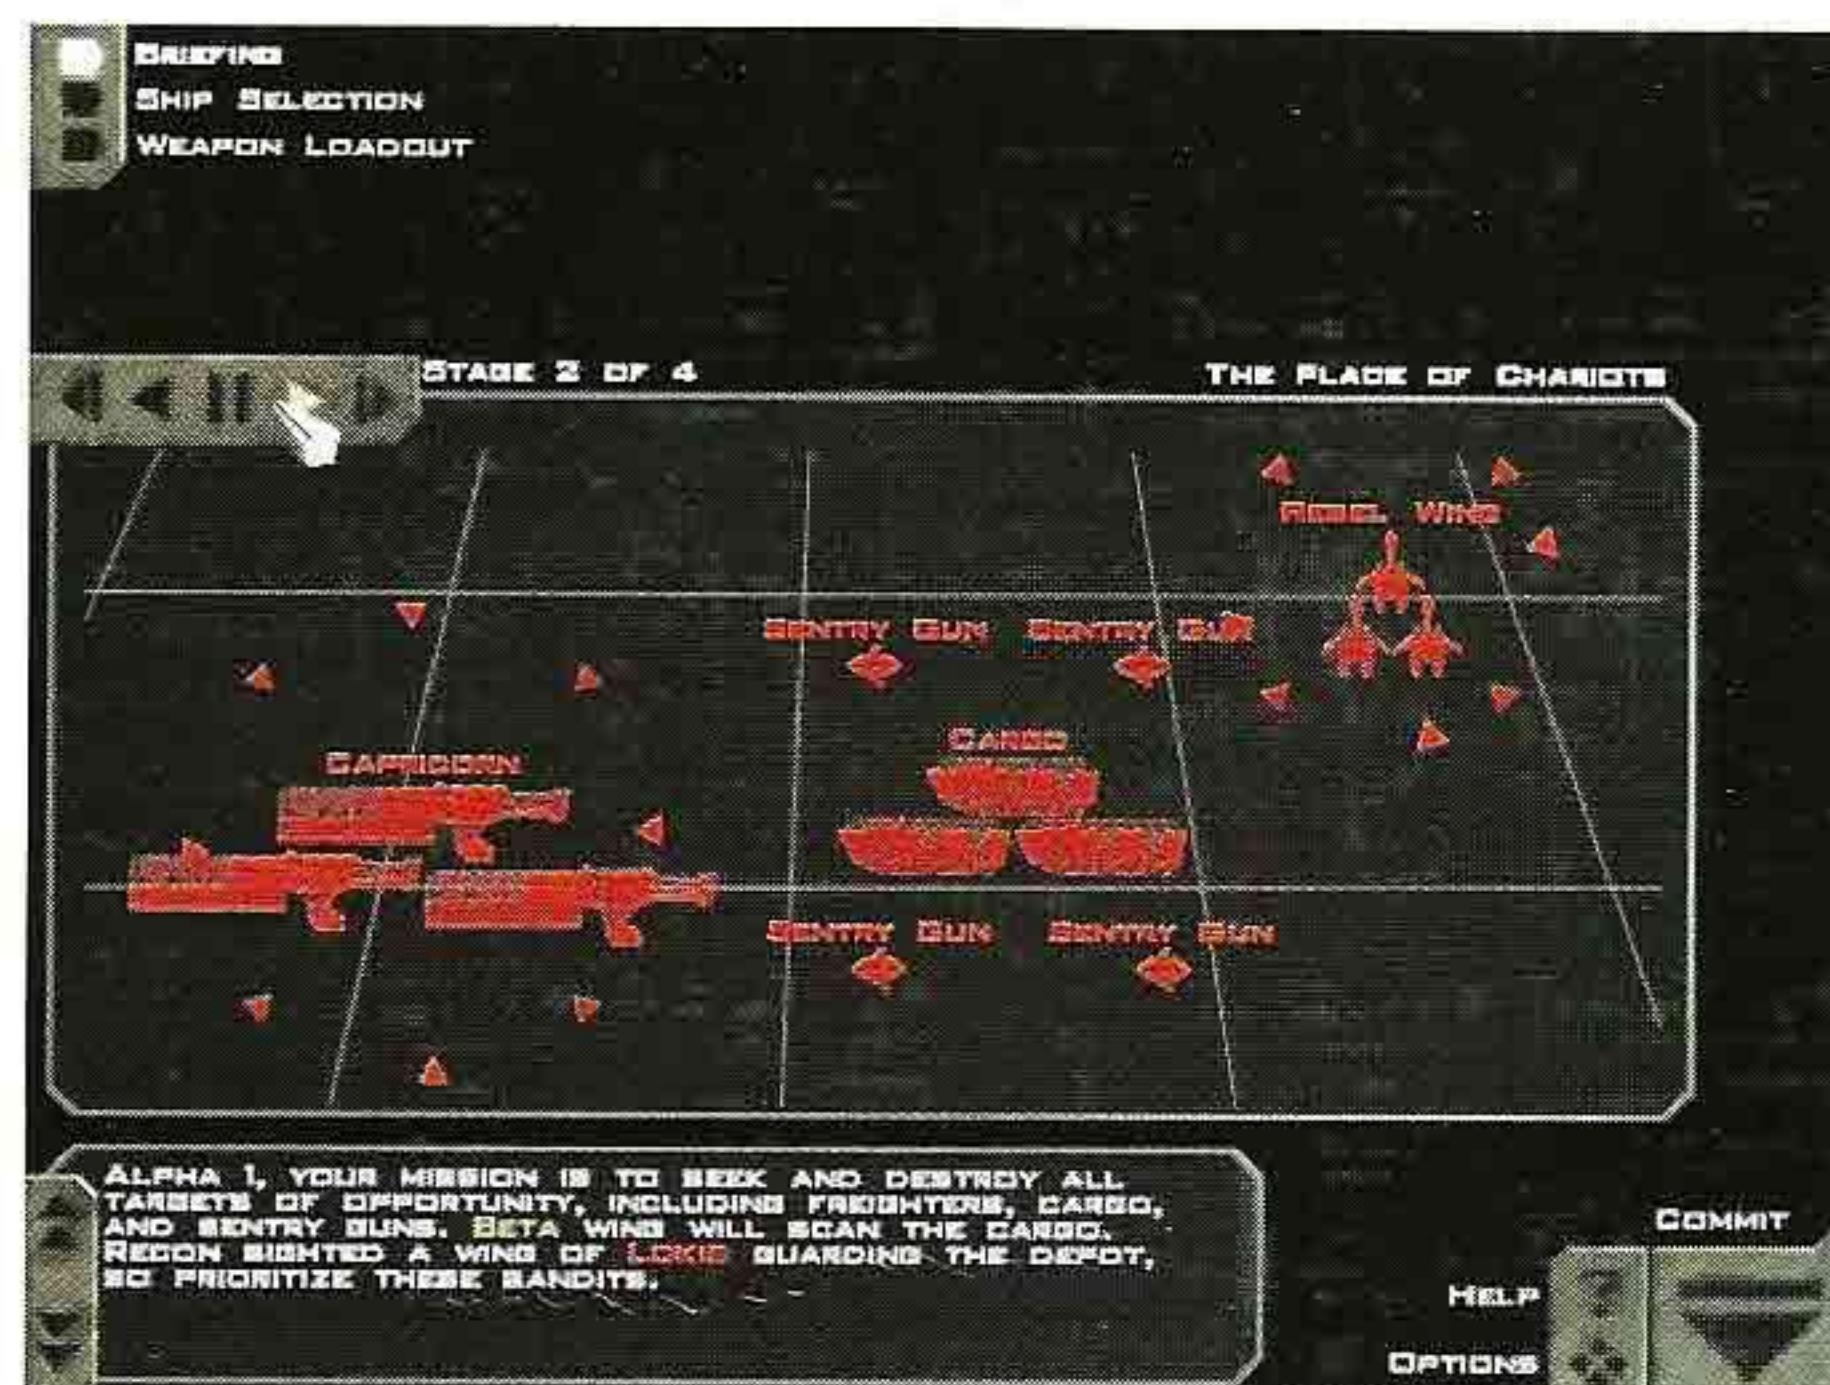 BRIEFING
SHIP SELECTION
WEAPON LOADOUT
STAGE 2 OF 4
THE PLACE OF CHARIOTS
REBEL WING
SENTRY GUN SENTRY GUN
CARGO
CAPRICORN
SENTRY GUN SENTRY GUN
ALPHA 1, YOUR MISSION IS TO SEEK AND DESTROY ALL
TARGETS OF OPPORTUNITY, INCLUDING FREIGHTERS, CARGO,
AND SENTRY GUNS. BETA WING WILL SCAN THE CARGO.
RECON SIGHTED A WING OF LOKIS GUARDING THE DEPOT,
SO PRIORITIZE THESE BANDITS.
COMMIT
HELP
OPTIONS